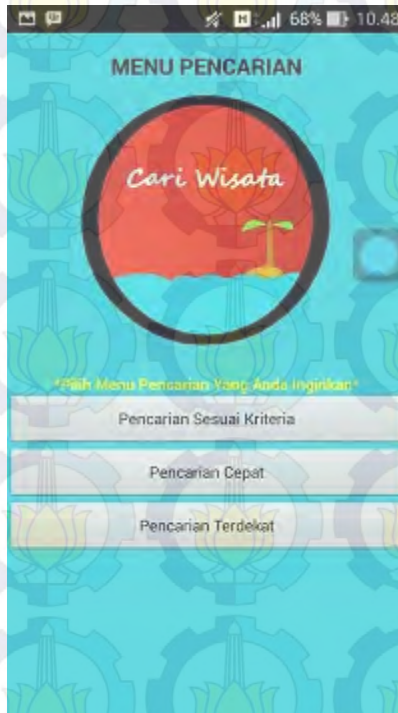 H 68% 10.48
MENU PENCARIAN
Cari Wisata
*Pilih Menu Pencarian Yang Anda Inginkan*
Pencarian Sesuai Kriteria
Pencarian Cepat
Pencarian Terdekat